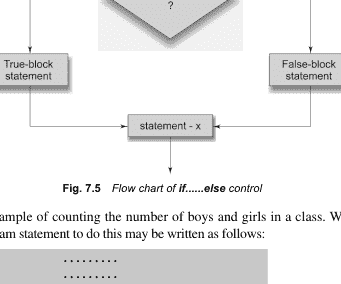 ?
True-block
statement
False-block
statement
statement - x
Fig. 7.5 Flow chart of if......else control
ample of counting the number of boys and girls in a class. W
am statement to do this may be written as follows:
.........
.........